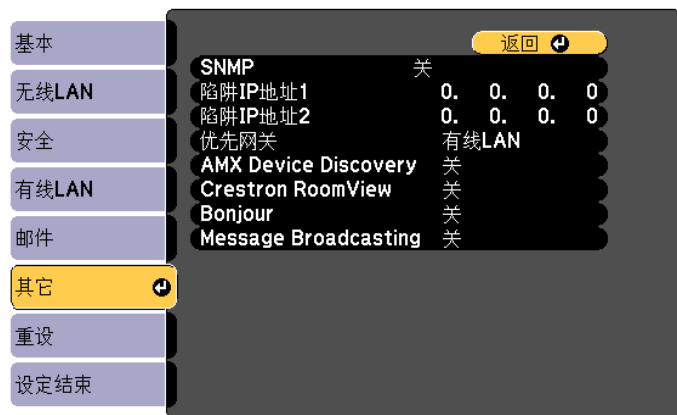 基本
无线LAN
安全
有线LAN
邮件
其它
重设
设定结束
返回
SNMP 关
陷阱IP地址1 0. 0. 0. 0
陷阱IP地址2 0. 0. 0. 0
优先网关 有线LAN
AMX Device Discovery 关
Crestron RoomView 关
Bonjour 关
Message Broadcasting 关